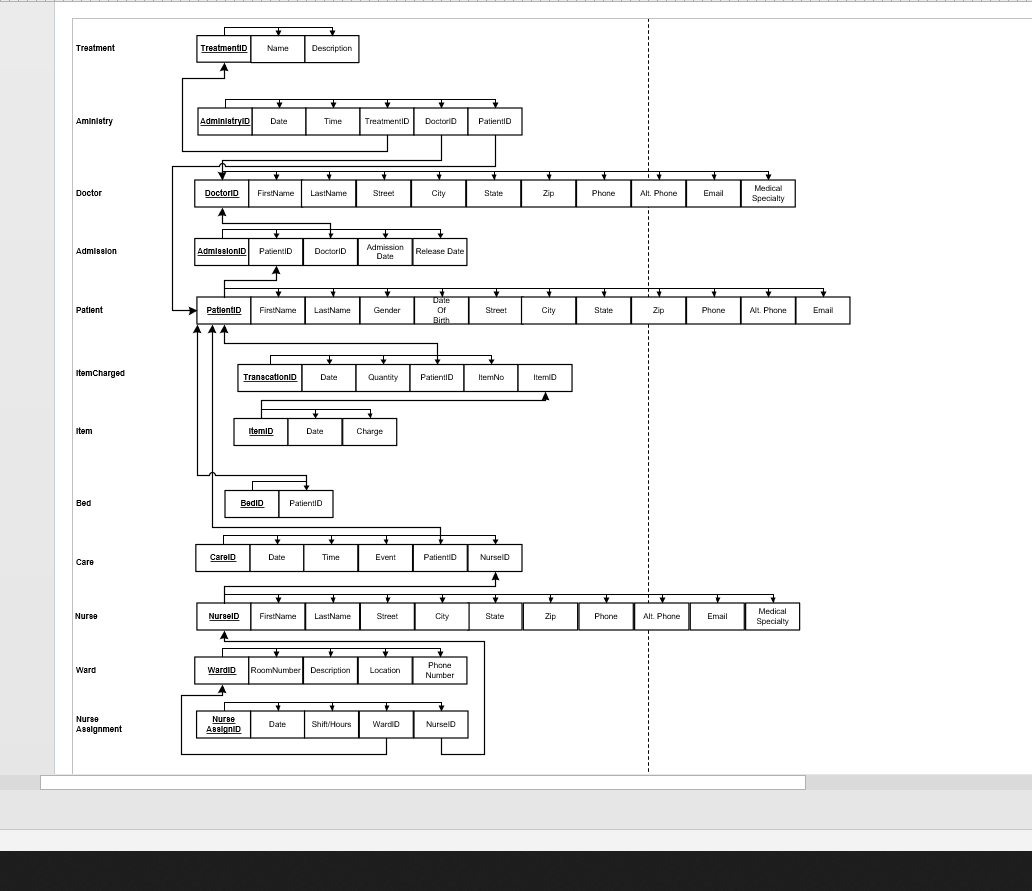 Treatment
TreatmentID Name Description
Aministry
AdministryID Date Time TreatmentID DoctorID PatientID
Doctor
DoctorID FirstName LastName Street City State Zip Phone Alt. Phone Email Medical
Specialty
Admission
AdmissionID PatientID DoctorID Admission
Date Release Date
Patient
PatientID FirstName LastName Gender Date
Of
Birth Street City State Zip Phone Alt. Phone Email
ItemCharged
TranscationID Date Quantity PatientID ItemNo ItemID
Item
ItemID Date Charge
Bed
BedID PatientID
Care
CareID Date Time Event PatientID NurseID
Nurse
NurseID FirstName LastName Street City State Zip Phone Alt. Phone Email Medical
Specialty
Ward
WardID RoomNumber Description Location Phone
Number
Nurse
Assignment
Nurse
AssignID Date Shift/Hours WardID NurseID